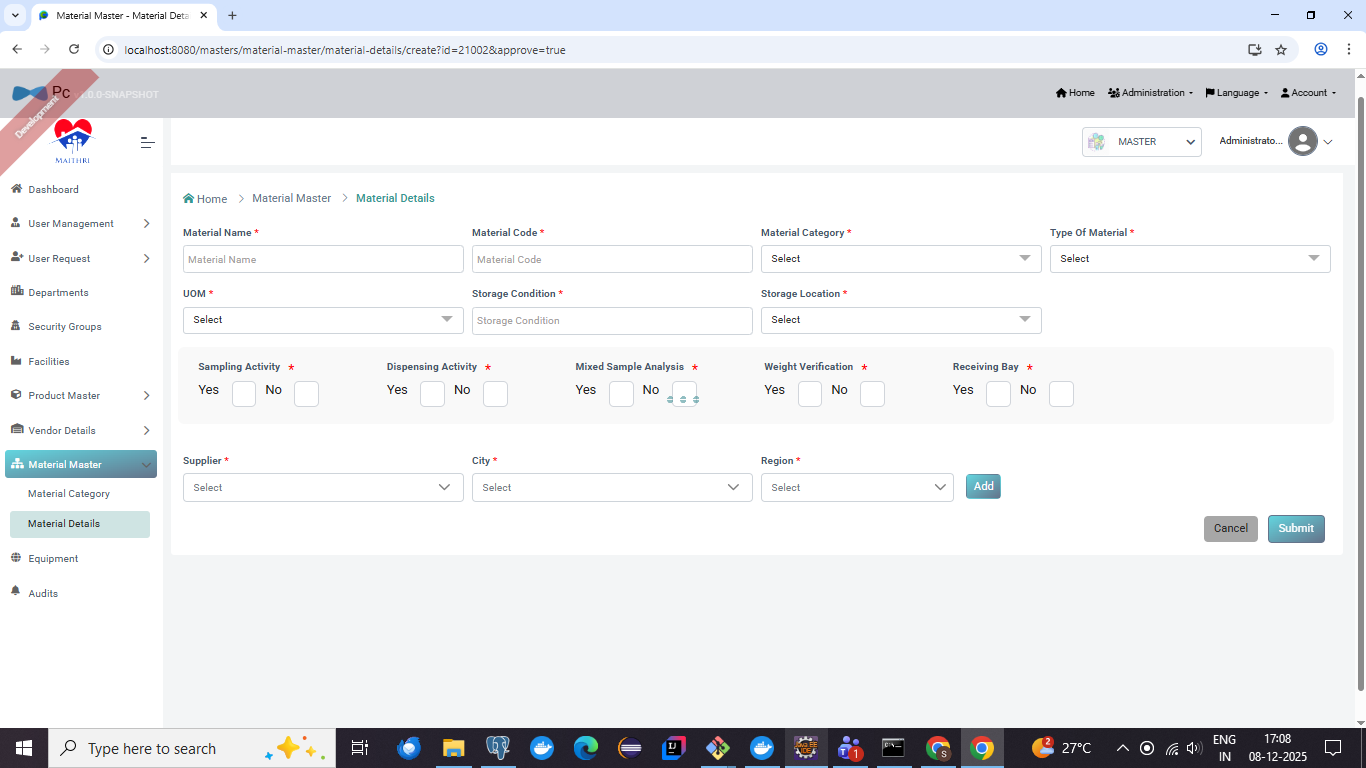 Material Master - Material Deta
localhost:8080/masters/material-master/material-details/create?id=21002&approve=true
Pc v1.0.0-SNAPSHOT
Home Administration Language Account
Development
MAITHRI
MASTER
Administrato...
Dashboard
User Management
User Request
Departments
Security Groups
Facilities
Product Master
Vendor Details
Material Master
Material Category
Material Details
Equipment
Audits
Home Material Master Material Details
Material Name * Material Code * Material Category * Type Of Material *
Material Name Material Code Select Select
UOM * Storage Condition * Storage Location *
Select Storage Condition Select
Sampling Activity * Dispensing Activity * Mixed Sample Analysis * Weight Verification * Receiving Bay *
Yes No Yes No Yes No Yes No Yes No
Supplier * City * Region *
Select Select Select Add
Cancel Submit
Type here to search
2 27°C
1
S
ENG
IN
17:08
08-12-2025